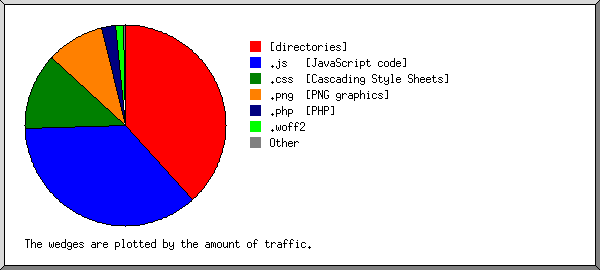 [directories]
.js [JavaScript code]
.css [Cascading Style Sheets]
.png [PNG graphics]
.php [PHP]
.woff2
Other
The wedges are plotted by the amount of traffic.